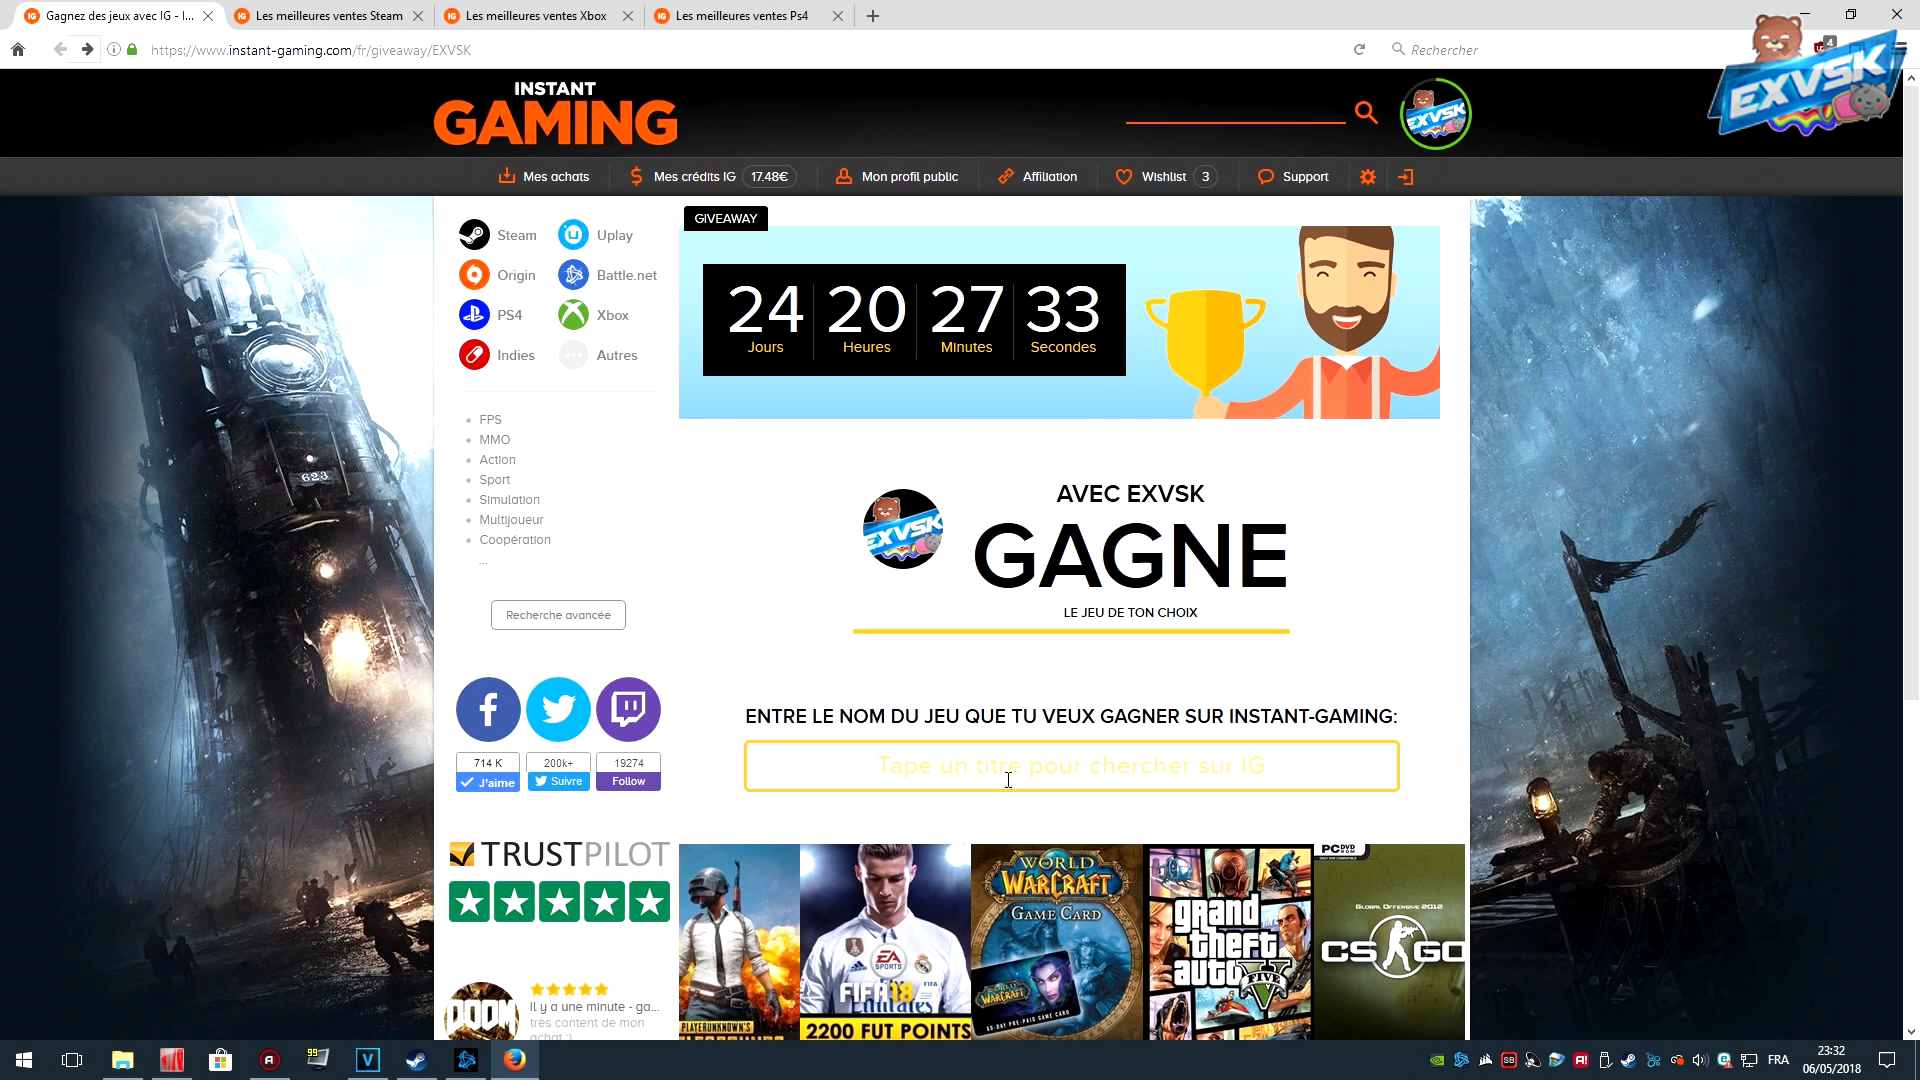 Gagnez des jeux avec IG - I...
Les meilleures ventes Steam
Les meilleures ventes Xbox
Les meilleures ventes Ps4
https://www.instant-gaming.com/fr/giveaway/EXVSK
Rechercher
4
EXVSK
INSTANT
GAMING
EXVSK
Mes achats
Mes crédits IG 17.48€
Mon profil public
Affiliation
Wishlist 3
Support
Steam
Uplay
Origin
Battle.net
PS4
Xbox
Indies
Autres
FPS
MMO
Action
Sport
Simulation
Multijoueur
Coopération
...
Recherche avancée
714 K
200k+
19274
J'aime
Suivre
Follow
TRUSTPILOT
DOOM
Il y a une minute - ga...
très content de mon
achat :)
GIVEAWAY
24 20 27 33
Jours Heures Minutes Secondes
EXVSK
AVEC EXVSK
GAGNE
LE JEU DE TON CHOIX
ENTRE LE NOM DU JEU QUE TU VEUX GAGNER SUR INSTANT-GAMING:
Tape un titre pour chercher sur IG
623
PLAYERUNKNOWN'S
EA
SPORTS
FIFA 18
2200 FUT POINTS
WORLD
WARCRAFT
GAME CARD
60-DAY PRE-PAID GAME CARD
grand
theft
auto
FIVE
PC DVD
ROM
GLOBAL OFFENSIVE 2012
CS GO
99
V
SB
FRA
23:32
06/05/2018